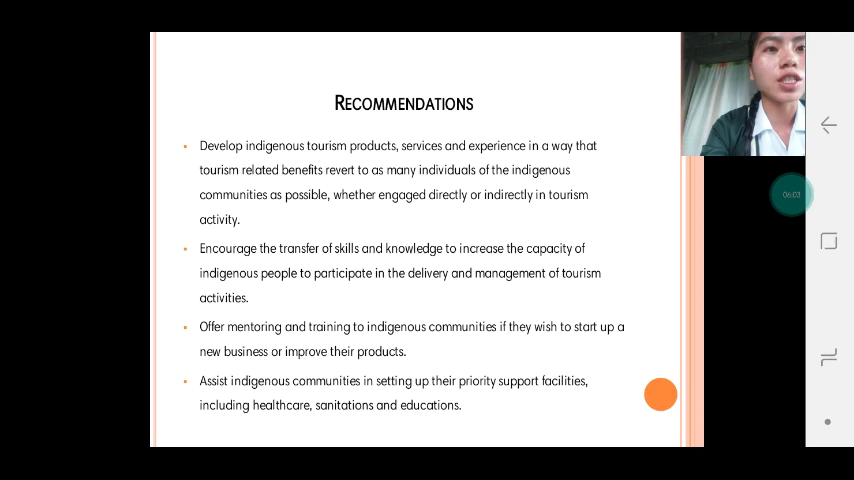 RECOMMENDATIONS
▪ Develop indigenous tourism products, services and experience in a way that
tourism related benefits revert to as many individuals of the indigenous
communities as possible, whether engaged directly or indirectly in tourism
activity.
▪ Encourage the transfer of skills and knowledge to increase the capacity of
indigenous people to participate in the delivery and management of tourism
activities.
▪ Offer mentoring and training to indigenous communities if they wish to start up a
new business or improve their products.
▪ Assist indigenous communities in setting up their priority support facilities,
including healthcare, sanitations and educations.
06:03